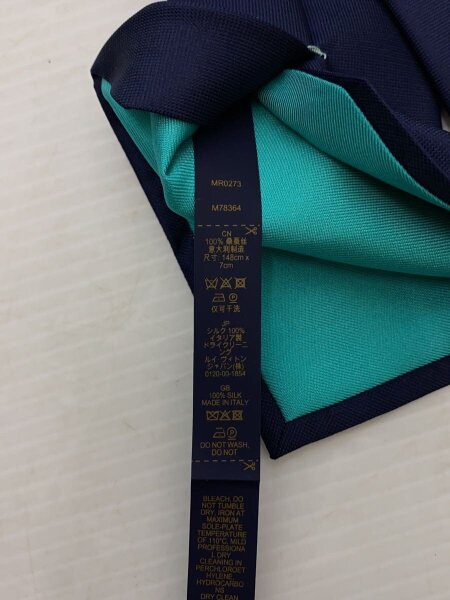 MR0273
M78364
CN
100% 桑蚕丝
意大利制造
尺寸: 148cm x
7cm
仅可干洗
JP
シルク 100%
イタリア製
ドライクリーニ
ング
ルイ ヴィトン
ジャパン(株)
0120-00-1854
GB
100% SILK
MADE IN ITALY
DO NOT WASH,
DO NOT
BLEACH, DO
NOT TUMBLE
DRY, IRON AT
MAXIMUM
SOLE-PLATE
TEMPERATURE
OF 110°C, MILD
PROFESSIONA
L DRY
CLEANING IN
PERCHLOROET
HYLENE,
HYDROCARBO
NS
DRY CLEAN